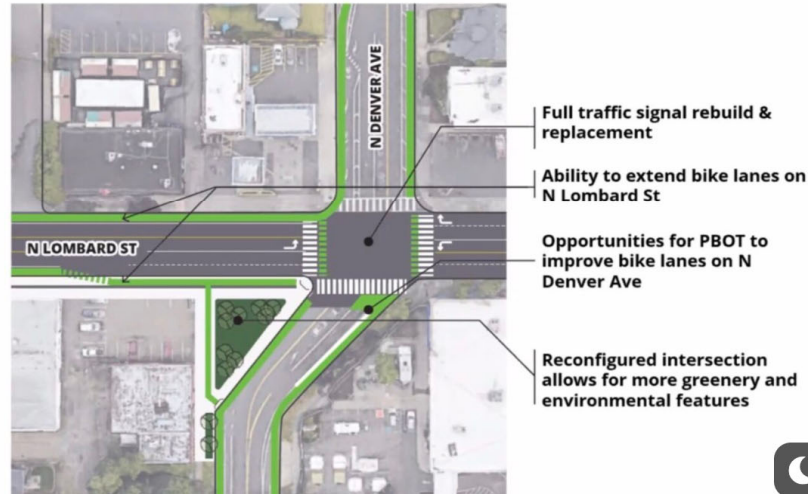 N DENVER AVE
Full traffic signal rebuild &
replacement
Ability to extend bike lanes on
N Lombard St
N LOMBARD ST
Opportunities for PBOT to
improve bike lanes on N
Denver Ave
Reconfigured intersection
allows for more greenery and
environmental features